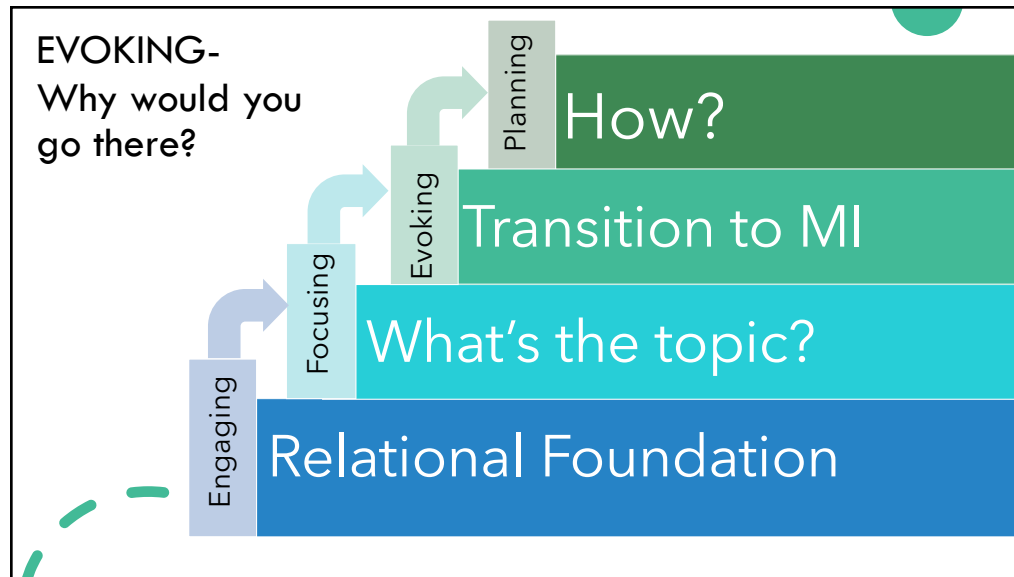 EVOKING-
Why would you
go there?
Planning
How?
Evoking
Transition to MI
Focusing
What’s the topic?
Engaging
Relational Foundation